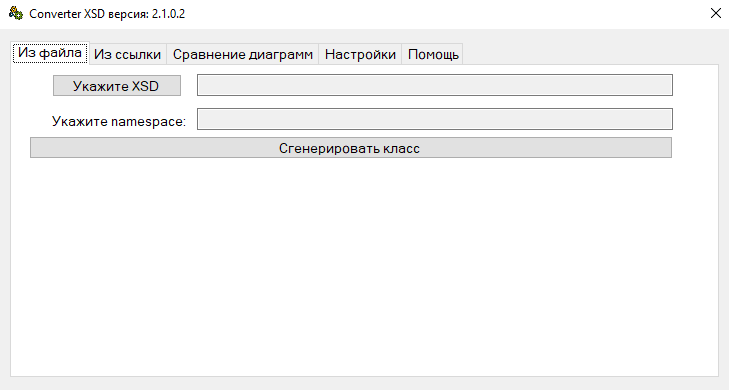 Converter XSD версия: 2.1.0.2
Из файла Из ссылки Сравнение диаграмм Настройки Помощь
Укажите XSD
Укажите namespace:
Сгенерировать класс